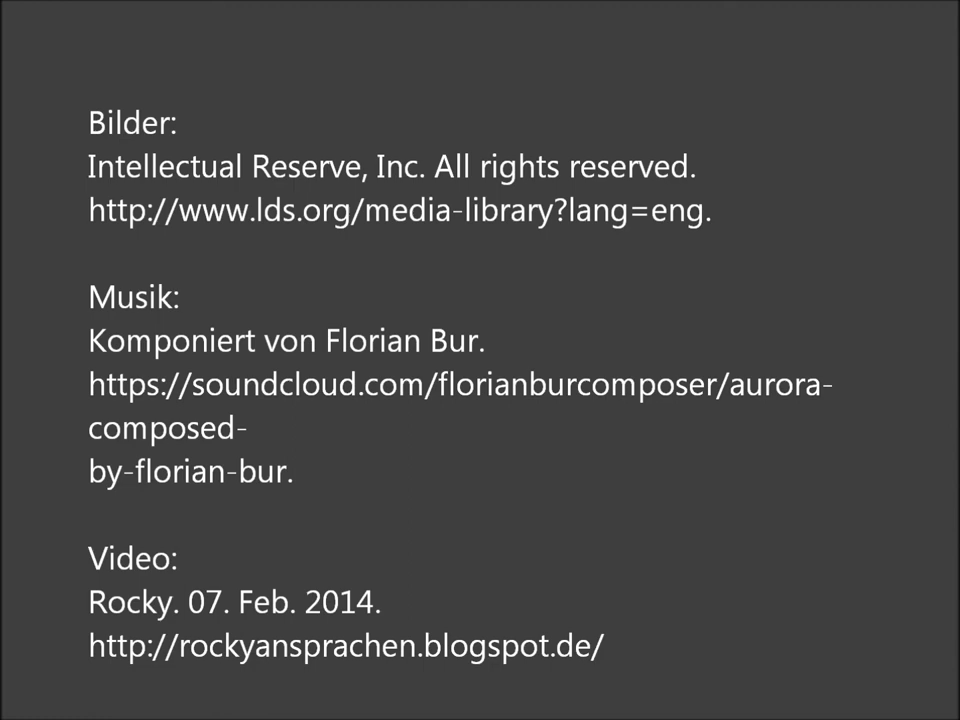 Bilder:
Intellectual Reserve, Inc. All rights reserved.
http://www.lds.org/media-library?lang=eng.
Musik:
Komponiert von Florian Bur.
https://soundcloud.com/florianburcomposer/aurora-
composed-
by-florian-bur.
Video:
Rocky. 07. Feb. 2014.
http://rockyansprachen.blogspot.de/